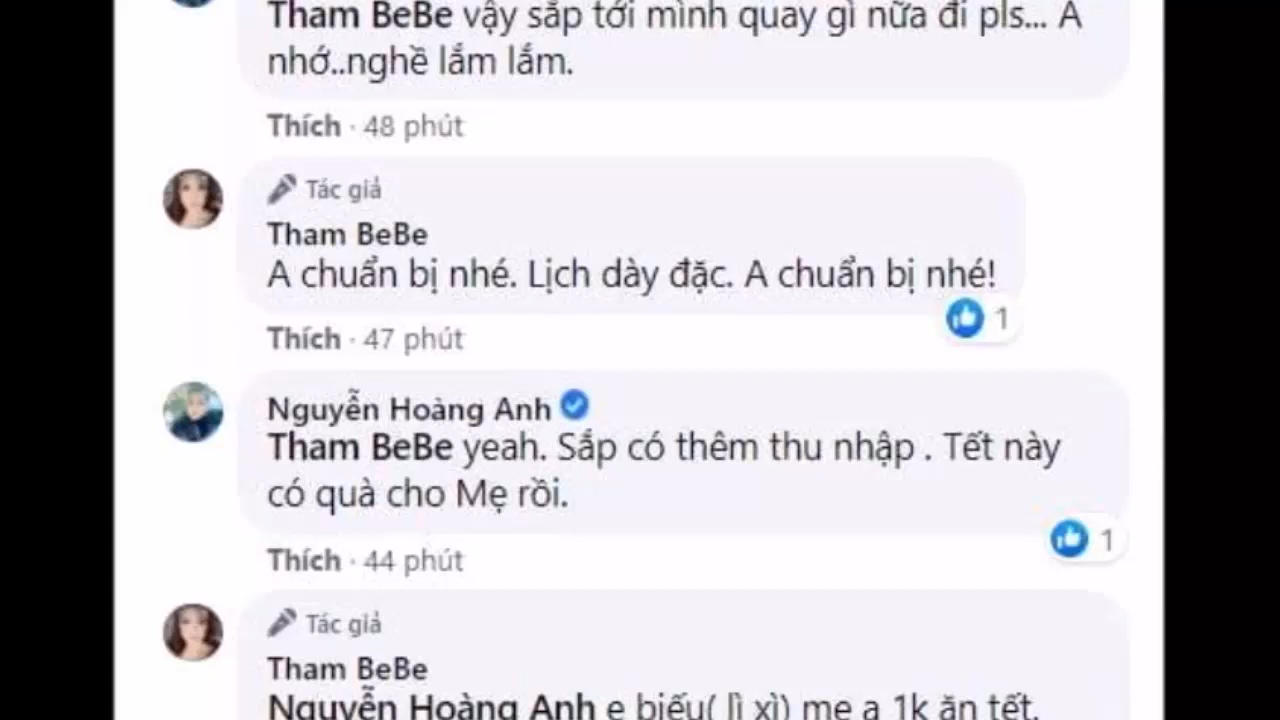 Tham BeBe vậy sắp tới mình quay gì nữa đi pls... A
nhớ..nghề lắm lắm.
Thích · 48 phút
Tác giả
Tham BeBe
A chuẩn bị nhé. Lịch dày đặc. A chuẩn bị nhé!
1
Thích · 47 phút
Nguyễn Hoàng Anh
Tham BeBe yeah. Sắp có thêm thu nhập . Tết này
có quà cho Mẹ rồi.
1
Thích · 44 phút
Tác giả
Tham BeBe
Nguyễn Hoàng Anh e biếu( lì xì) mẹ a 1k ăn tết.